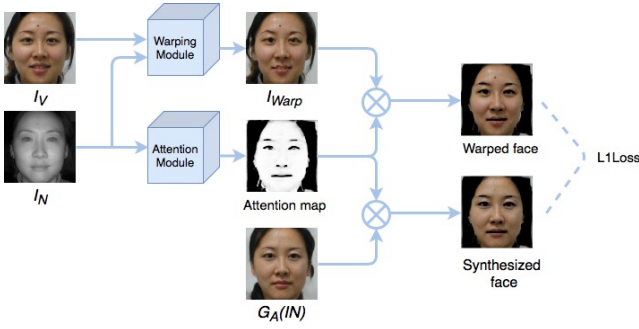 Warping
Module
I_V
I_Warp
Attention
Module
Warped face
L1Loss
I_N
Attention map
Synthesized
face
G_A(IN)